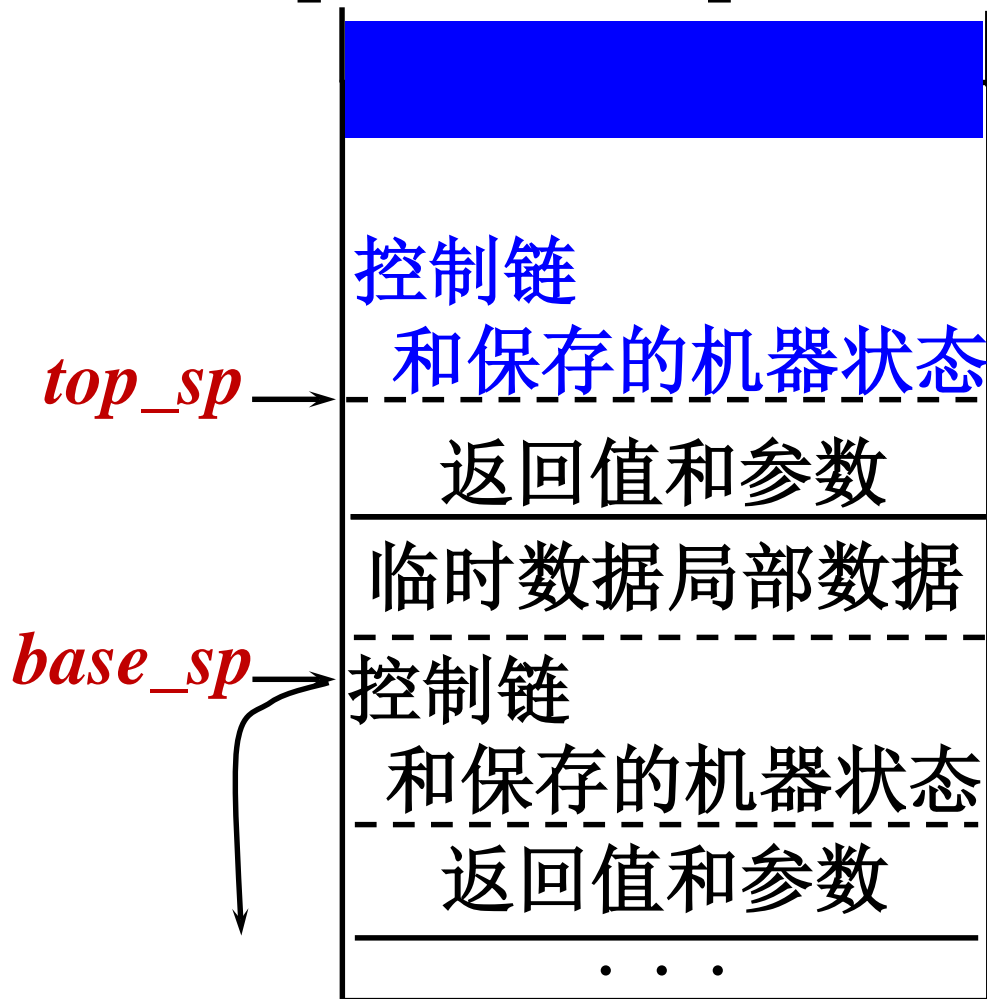 控制链
和保存的机器状态
top_sp
返回值和参数
临时数据局部数据
base_sp
控制链
和保存的机器状态
返回值和参数
. . .